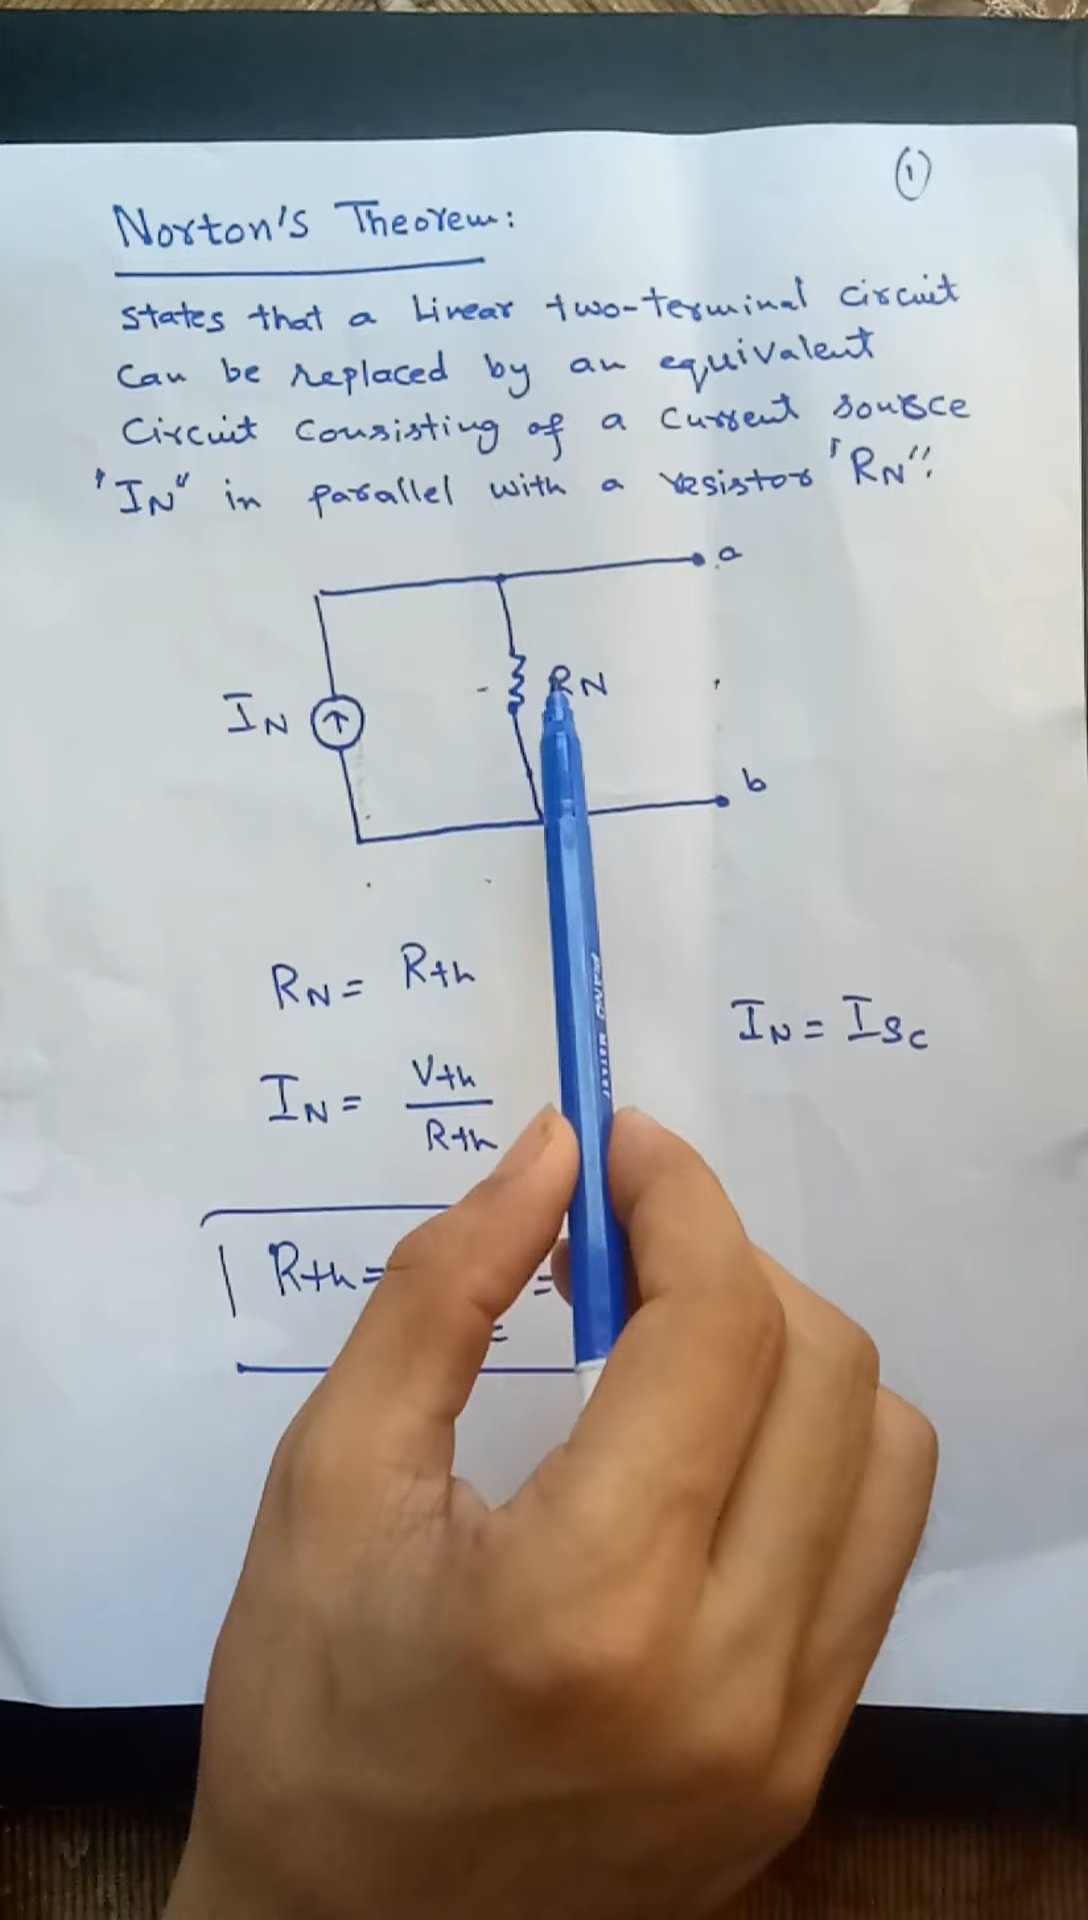 ①
Norton's Theorem:
states that a Linear two-terminal circuit
can be replaced by an equivalent
Circuit consisting of a current source
"IN" in parallel with a resistor "RN".
a
RN
IN
b
RN = Rth
IN = ISC
IN = Vth
Rth
Rth =
=
=